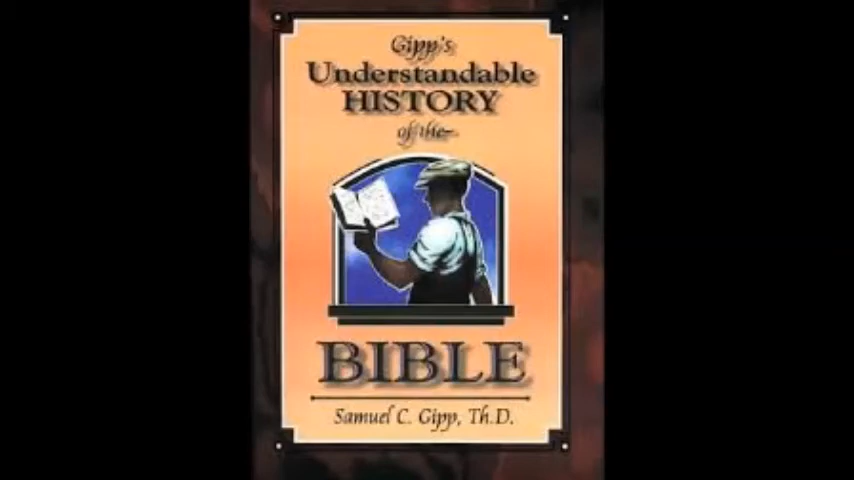 Gipp's
Understandable
HISTORY
of the
BIBLE
Samuel C. Gipp, Th.D.